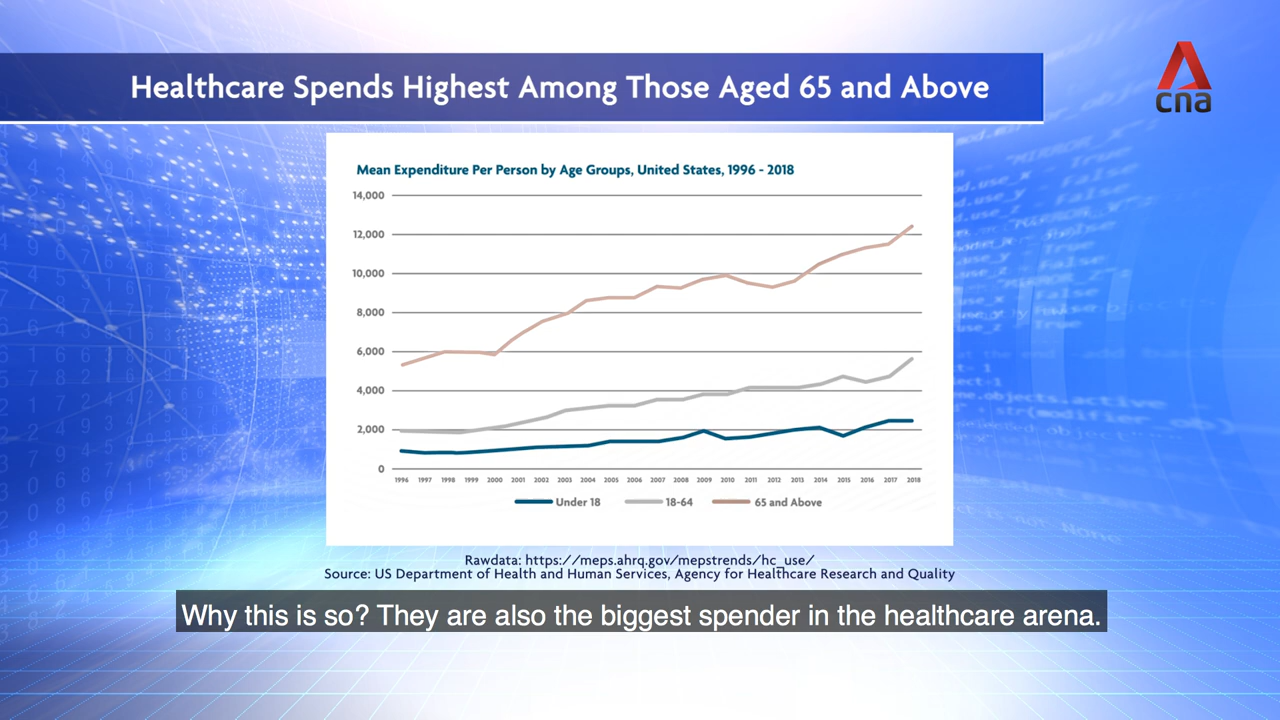 Healthcare Spends Highest Among Those Aged 65 and Above
cna
Mean Expenditure Per Person by Age Groups, United States, 1996 - 2018
14,000
12,000
10,000
8,000
6,000
4,000
2,000
0
1996 1997 1998 1999 2000 2001 2002 2003 2004 2005 2006 2007 2008 2009 2010 2011 2012 2013 2014 2015 2016 2017 2018
Under 18 18-64 65 and Above
Rawdata: https://meps.ahrq.gov/mepstrends/hc_use/
Source: US Department of Health and Human Services, Agency for Healthcare Research and Quality
Why this is so? They are also the biggest spender in the healthcare arena.